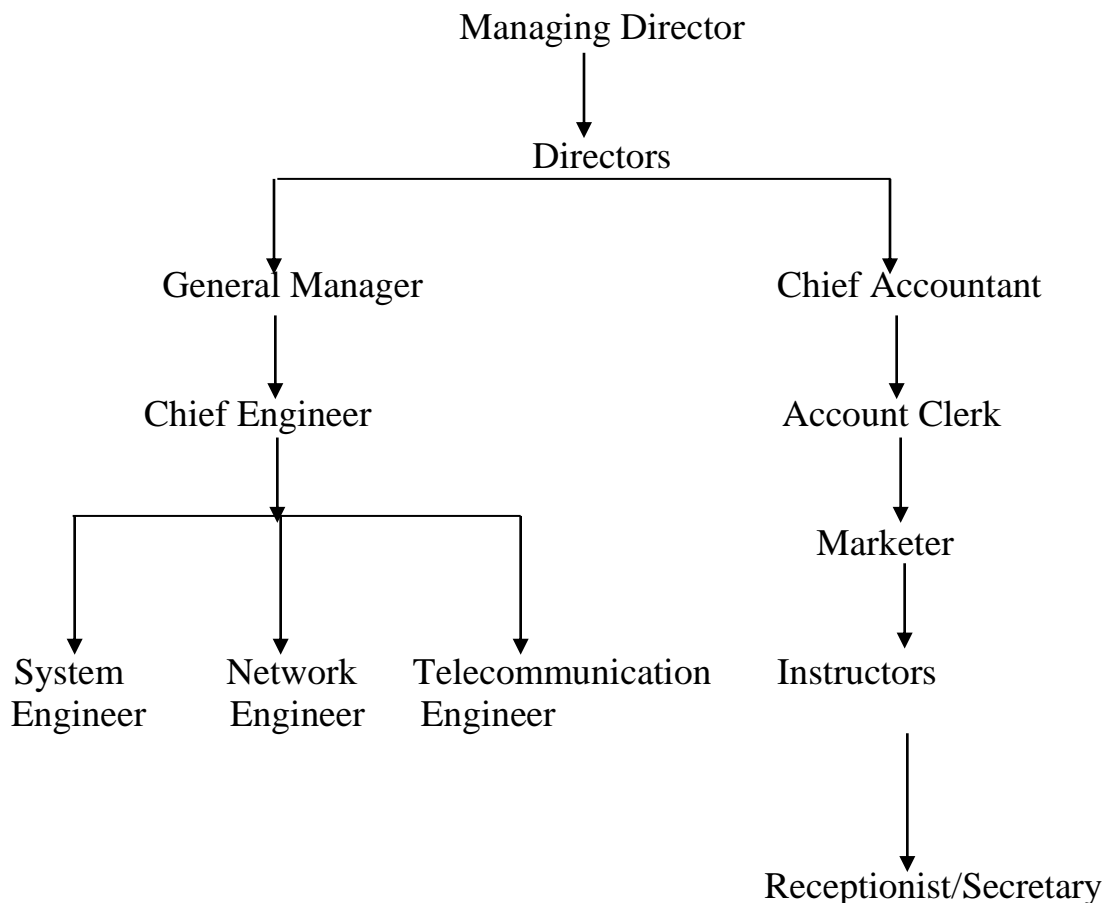 Managing Director
Directors
General Manager
Chief Accountant
Chief Engineer
Account Clerk
Marketer
System
Engineer
Network
Engineer
Telecommunication
Engineer
Instructors
Receptionist/Secretary